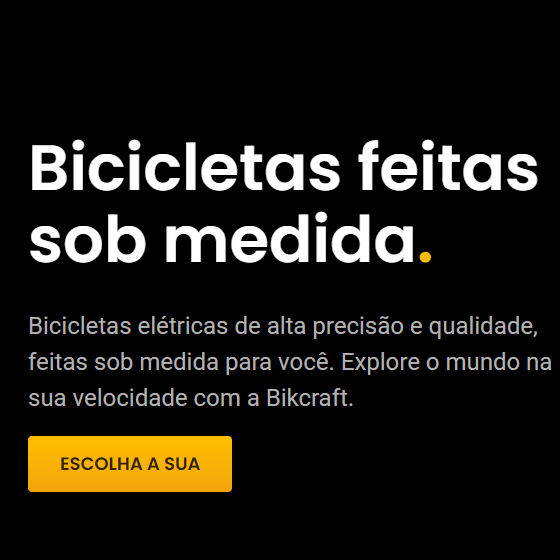 Bicicletas feitas
sob medida.
Bicicletas elétricas de alta precisão e qualidade,
feitas sob medida para você. Explore o mundo na
sua velocidade com a Bikcraft.
ESCOLHA A SUA